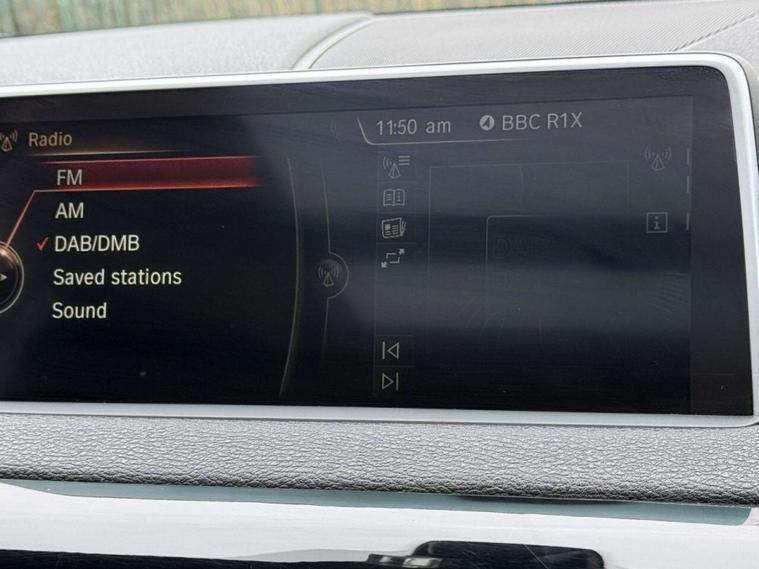 Radio
11:50 am BBC R1X
FM
AM
DAB/DMB
Saved stations
Sound